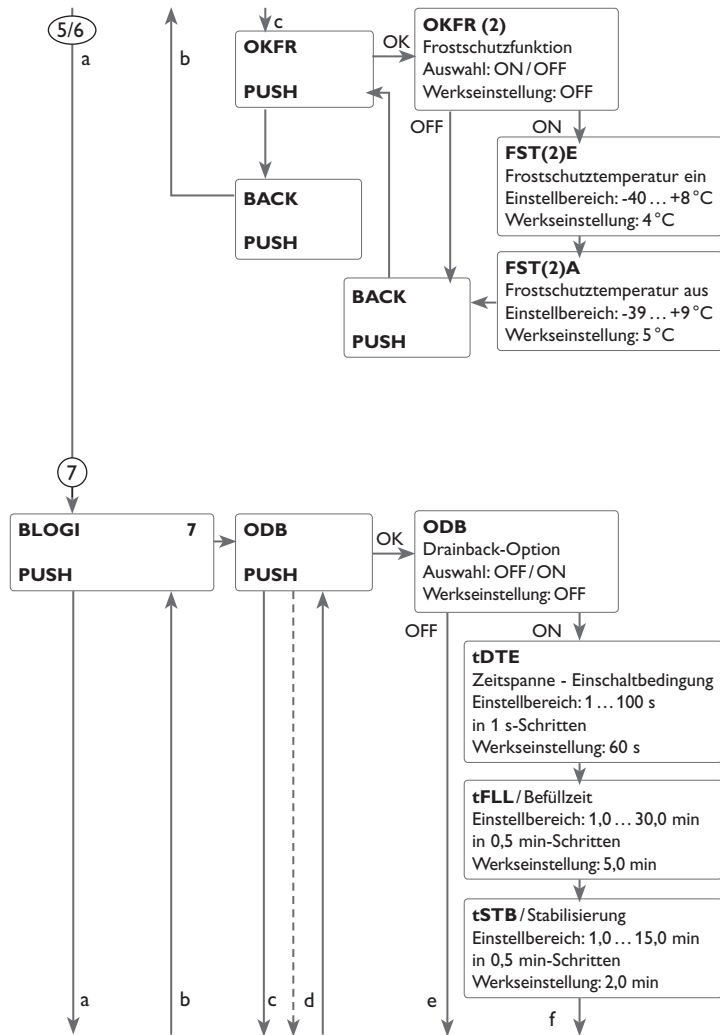 5/6
a
b
c
OKFR
PUSH
OK
OKFR (2)
Frostschutzfunktion
Auswahl: ON / OFF
Werkseinstellung: OFF
OFF
ON
BACK
PUSH
FST(2)E
Frostschutztemperatur ein
Einstellbereich: -40 … +8 °C
Werkseinstellung: 4 °C
FST(2)A
Frostschutztemperatur aus
Einstellbereich: -39 … +9 °C
Werkseinstellung: 5 °C
BACK
PUSH
7
BLOGI 7
PUSH
ODB
PUSH
OK
ODB
Drainback-Option
Auswahl: OFF / ON
Werkseinstellung: OFF
OFF
ON
tDTE
Zeitspanne - Einschaltbedingung
Einstellbereich: 1 … 100 s
in 1 s-Schritten
Werkseinstellung: 60 s
tFLL / Befüllzeit
Einstellbereich: 1,0 … 30,0 min
in 0,5 min-Schritten
Werkseinstellung: 5,0 min
tSTB / Stabilisierung
Einstellbereich: 1,0 … 15,0 min
in 0,5 min-Schritten
Werkseinstellung: 2,0 min
a
b
c
d
e
f